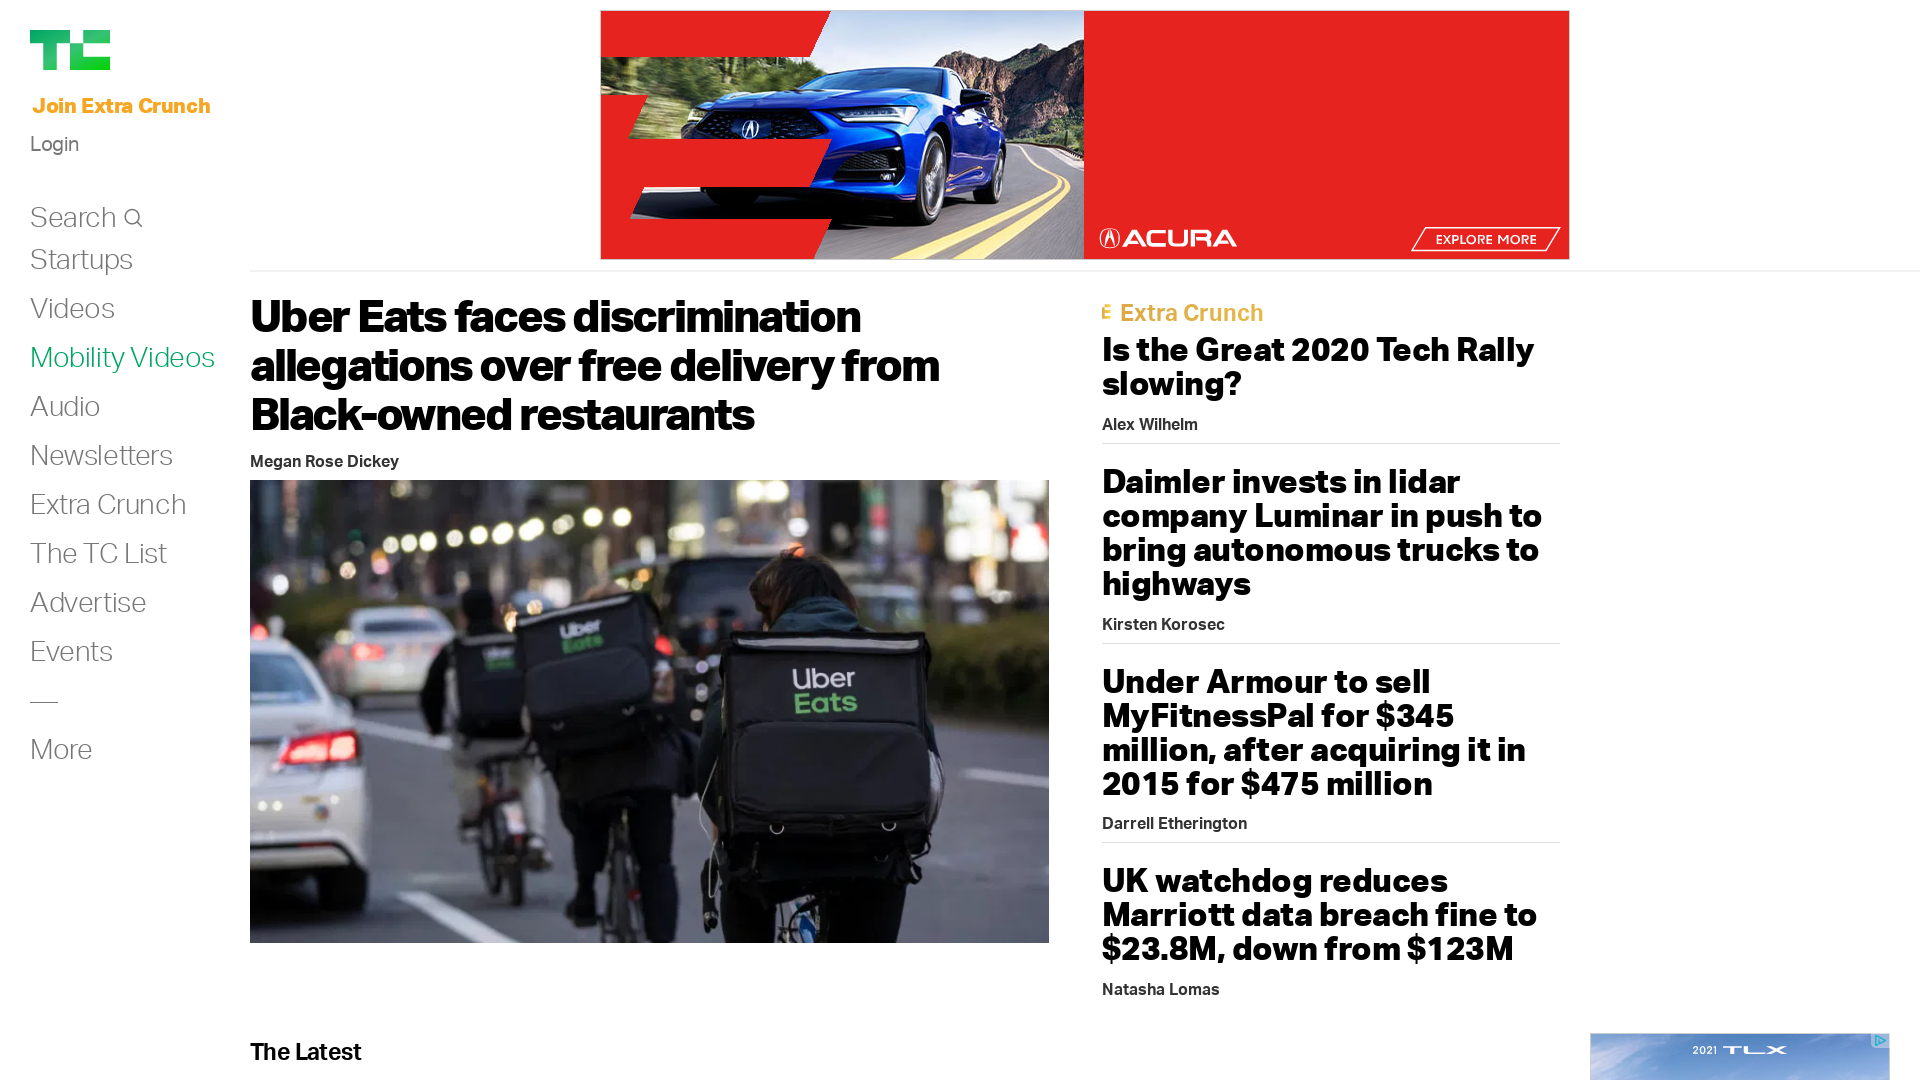 TC
Join Extra Crunch
Login
Search
Startups
Videos
Mobility Videos
Audio
Newsletters
Extra Crunch
The TC List
Advertise
Events
More
ACURA
EXPLORE MORE
Uber Eats faces discrimination
allegations over free delivery from
Black-owned restaurants
Megan Rose Dickey
Uber
Eats
Uber
Eats
Uber
Eats
Extra Crunch
Is the Great 2020 Tech Rally
slowing?
Alex Wilhelm
Daimler invests in lidar
company Luminar in push to
bring autonomous trucks to
highways
Kirsten Korosec
Under Armour to sell
MyFitnessPal for $345
million, after acquiring it in
2015 for $475 million
Darrell Etherington
UK watchdog reduces
Marriott data breach fine to
$23.8M, down from $123M
Natasha Lomas
The Latest
2021 TLX